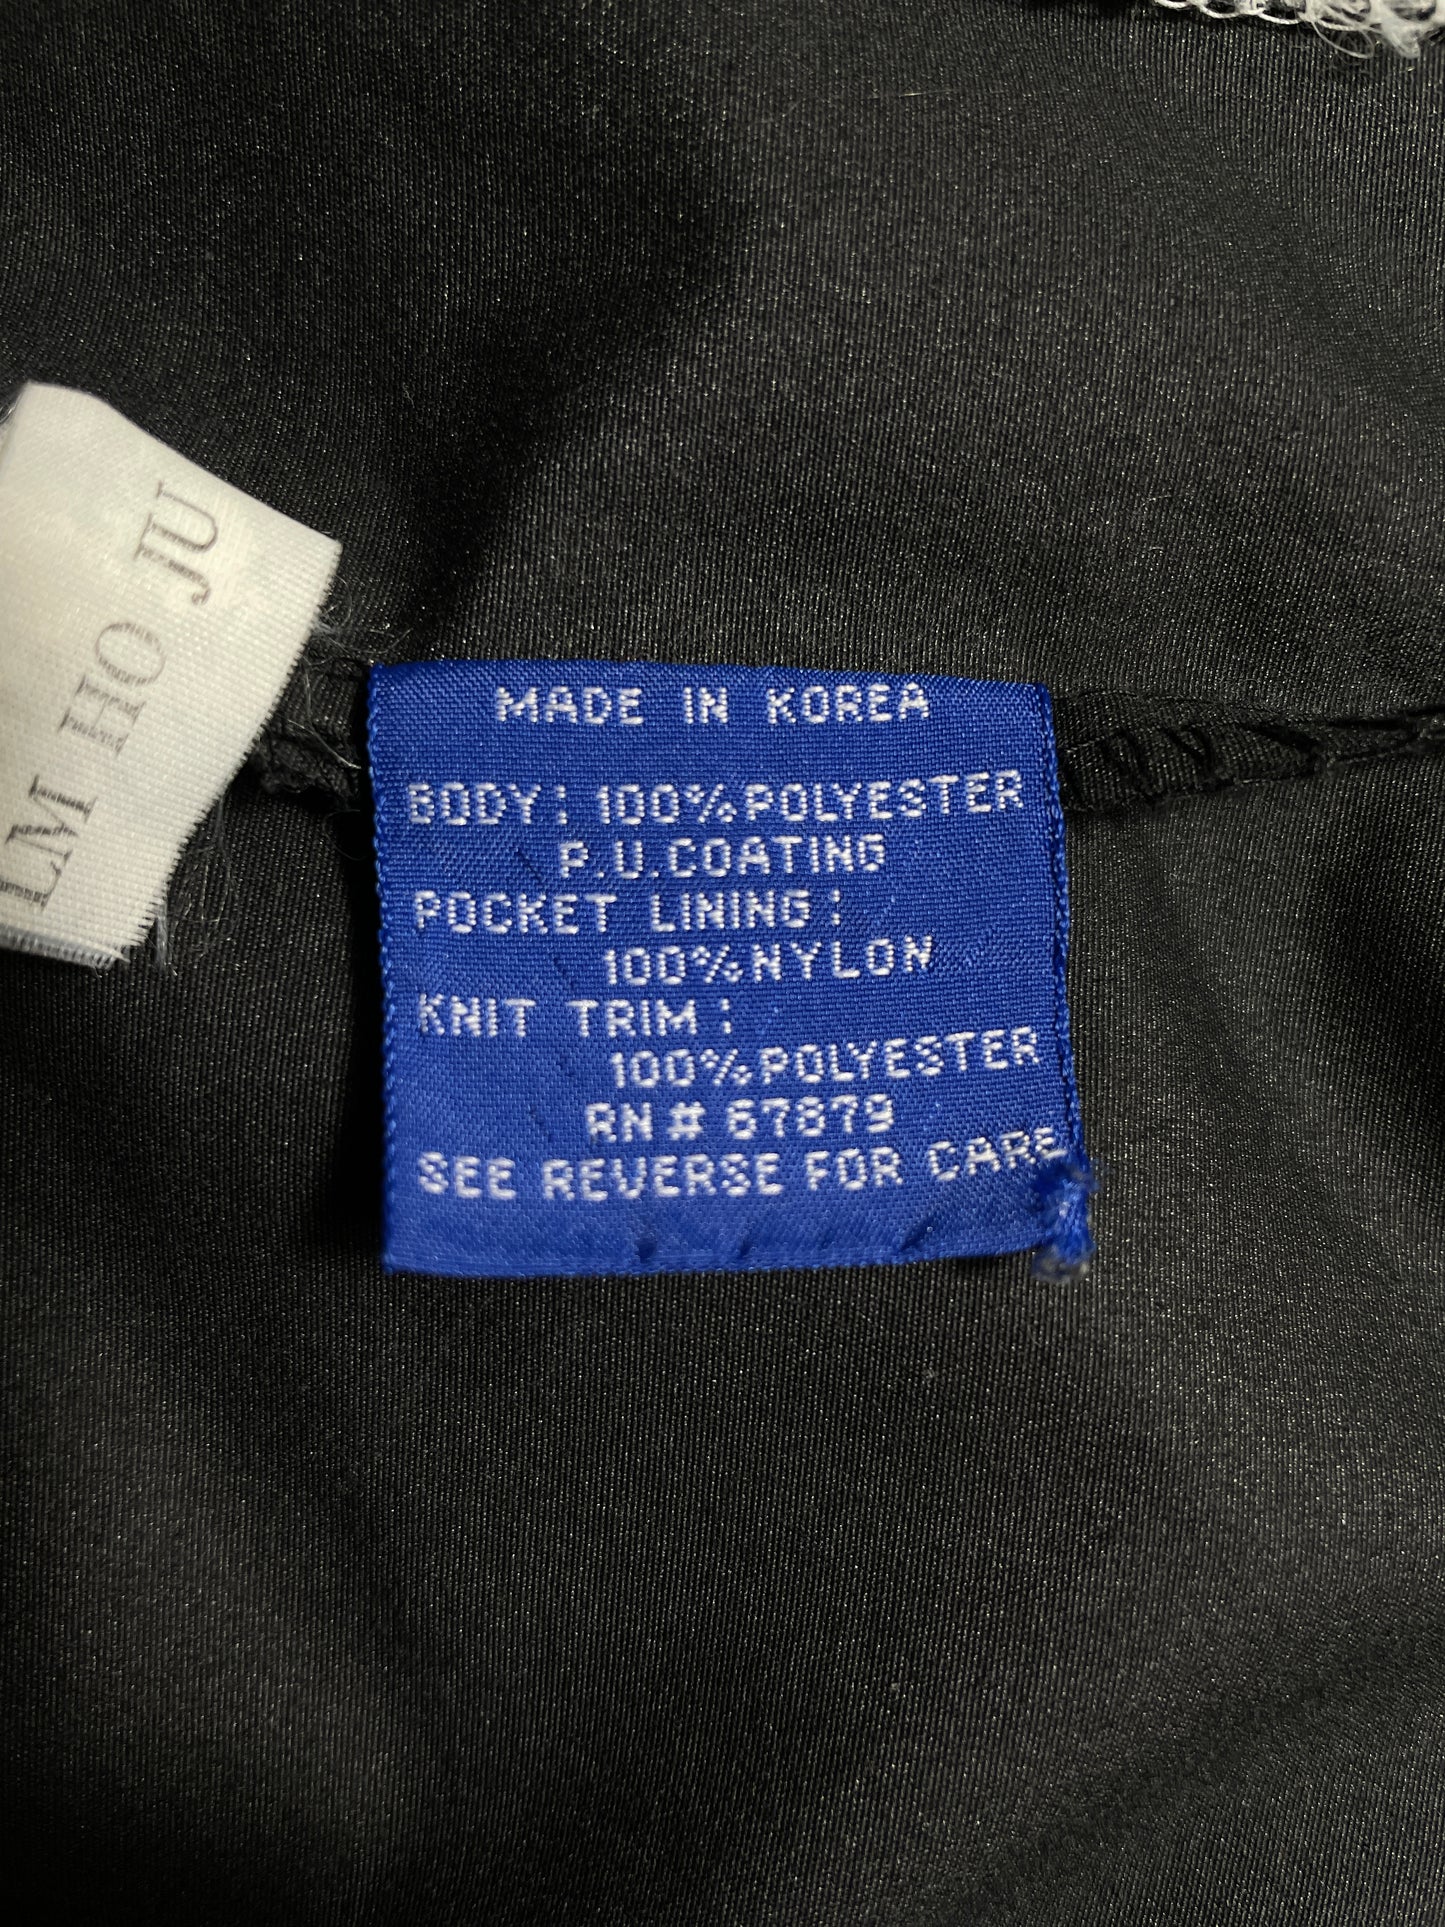 LM HO JU
MADE IN KOREA
BODY: 100% POLYESTER
P.U. COATING
POCKET LINING:
100% NYLON
KNIT TRIM:
100% POLYESTER
RN # 67879
SEE REVERSE FOR CARE